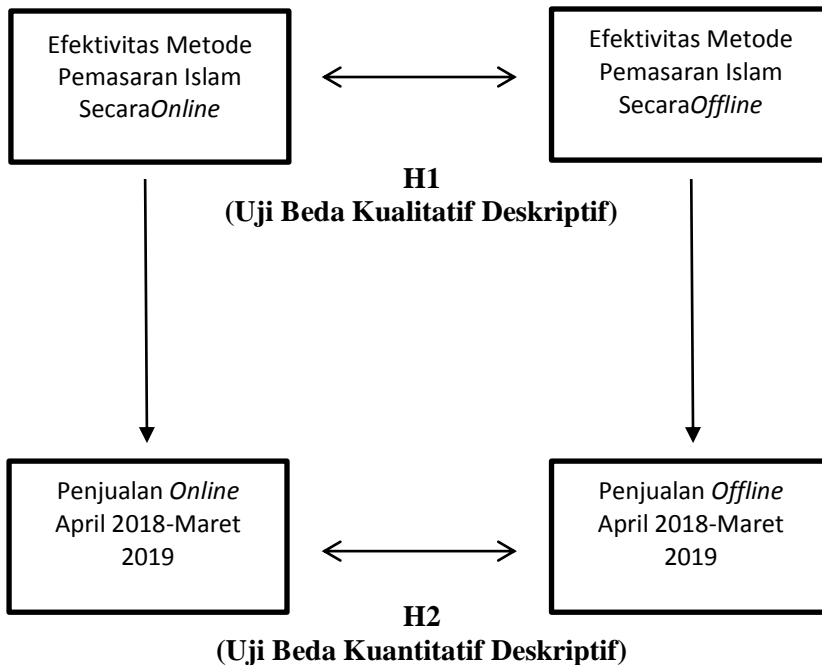 Efektivitas Metode
Pemasaran Islam
SecaraOnline
Efektivitas Metode
Pemasaran Islam
SecaraOffline
H1
(Uji Beda Kualitatif Deskriptif)
Penjualan Online
April 2018-Maret
2019
Penjualan Offline
April 2018-Maret
2019
H2
(Uji Beda Kuantitatif Deskriptif)